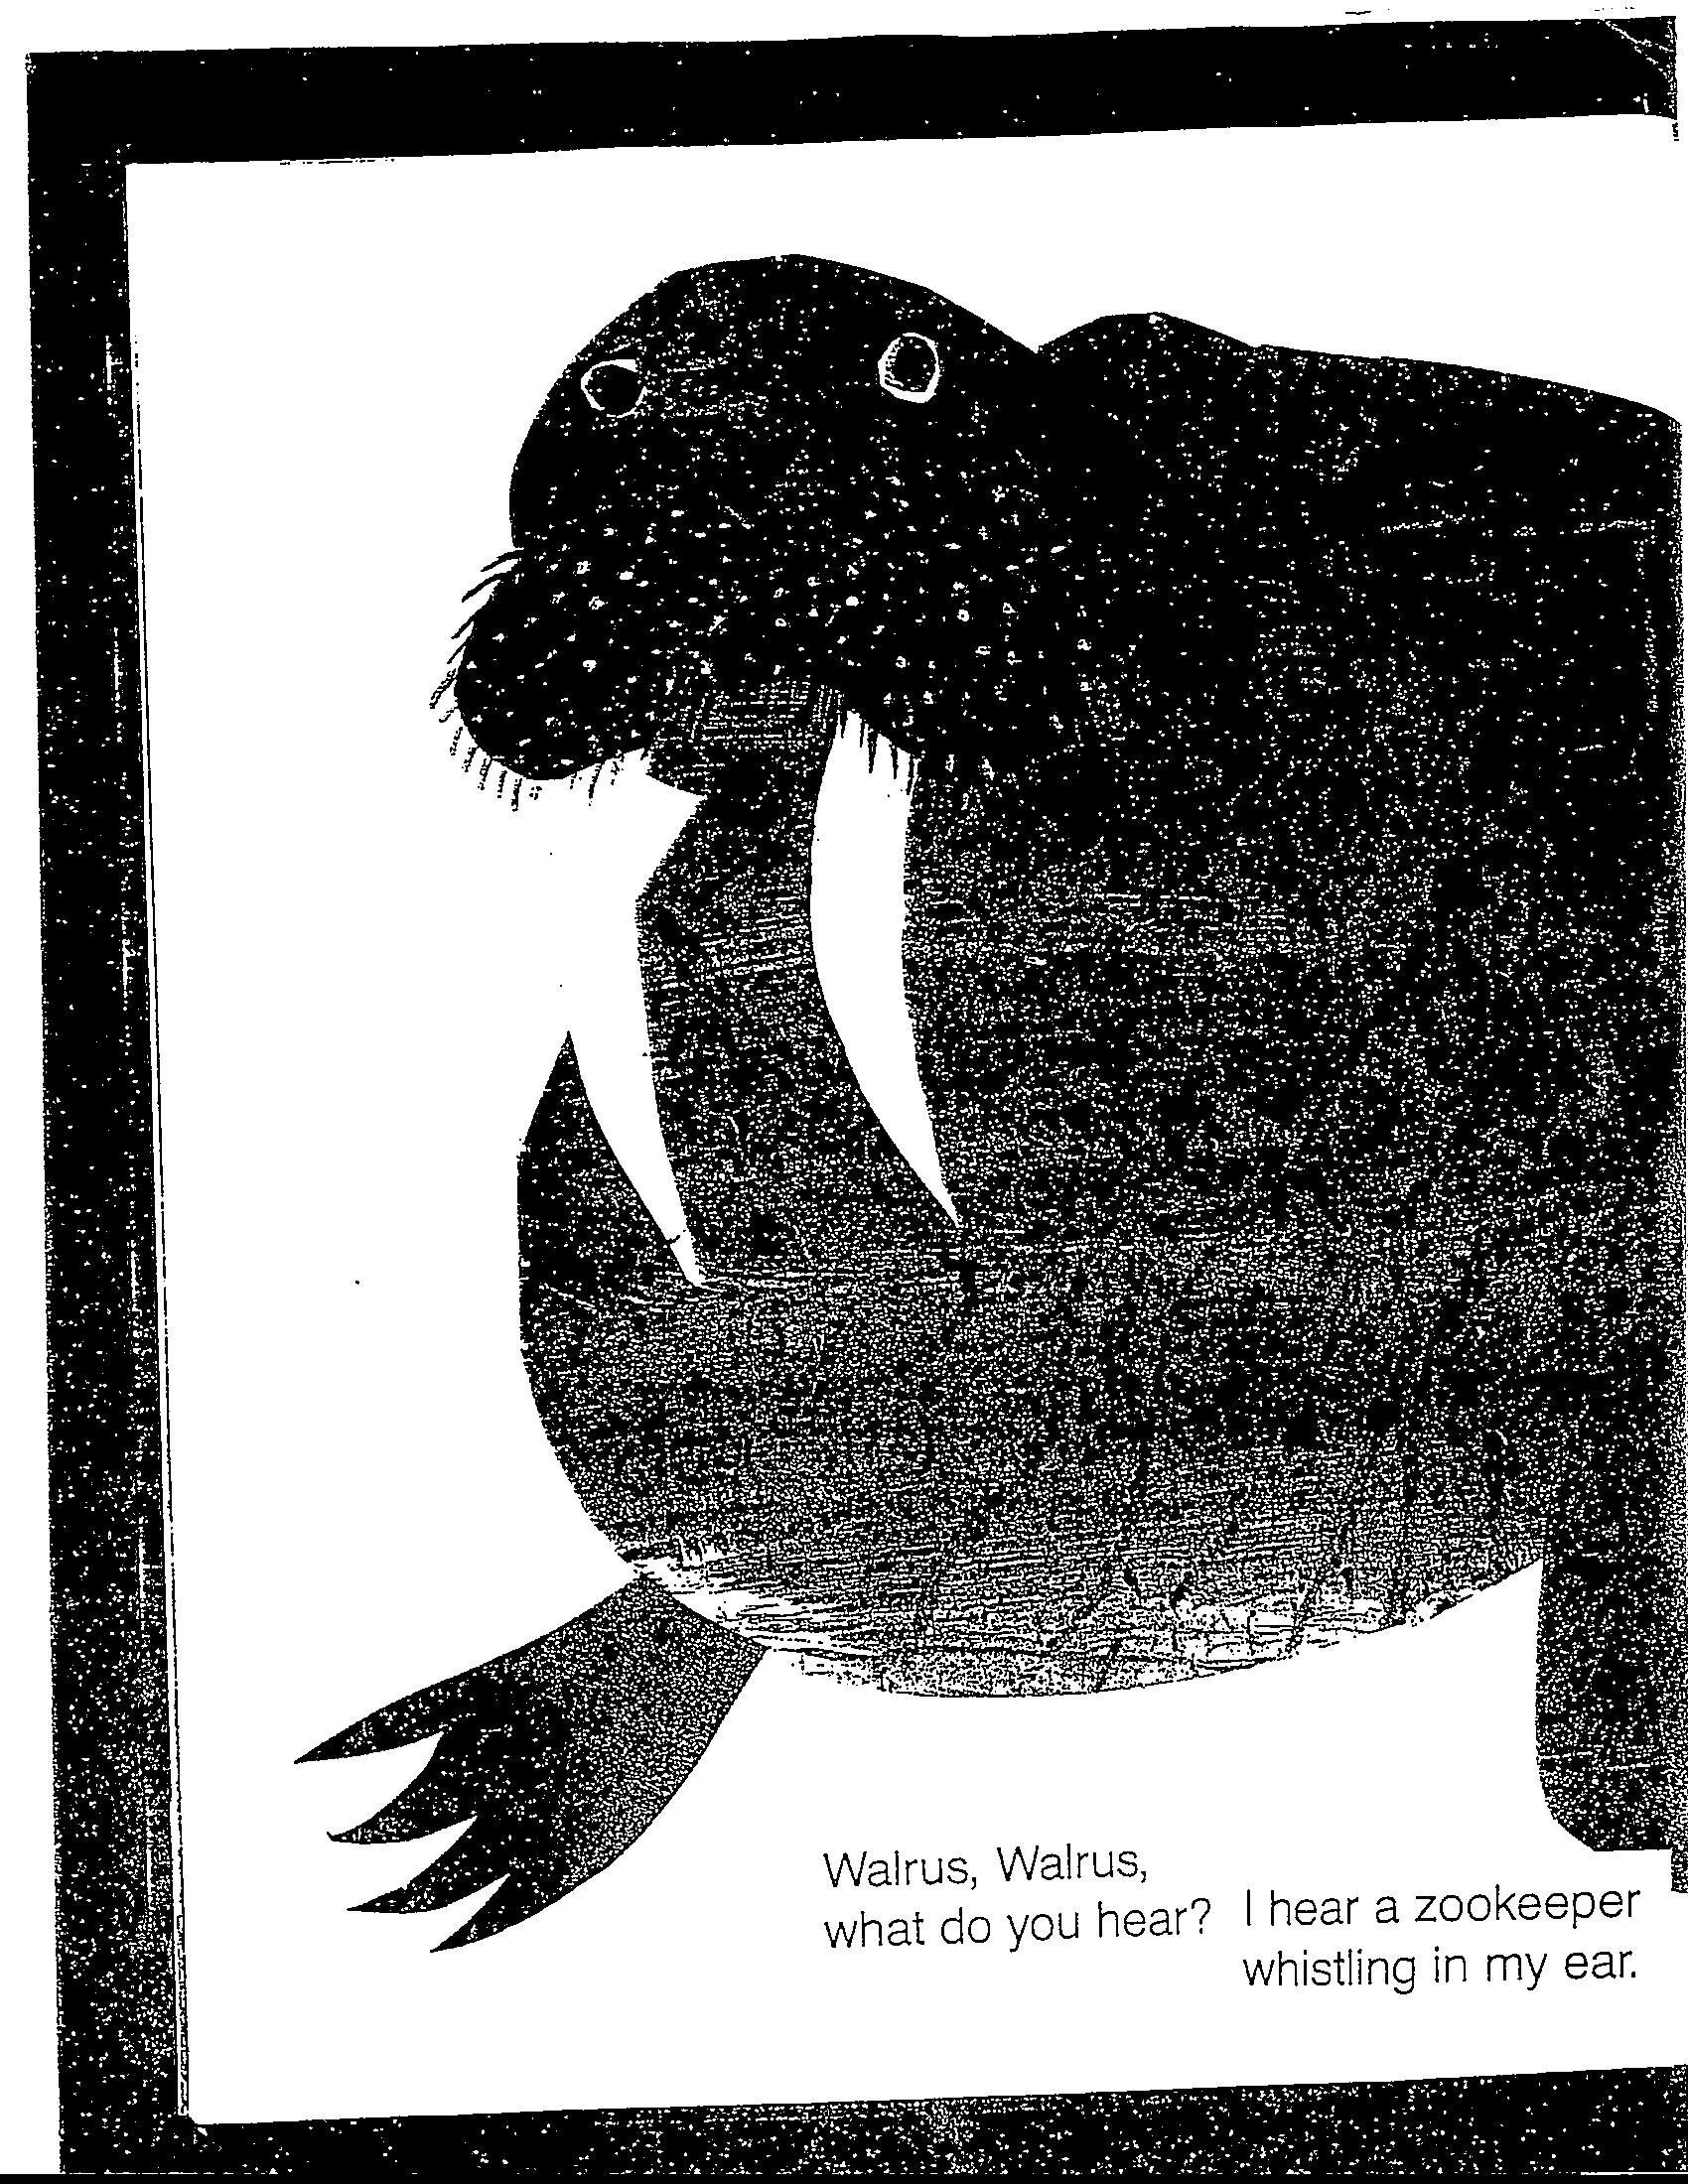 Walrus, Walrus,
what do you hear?
I hear a zookeeper
whistling in my ear.